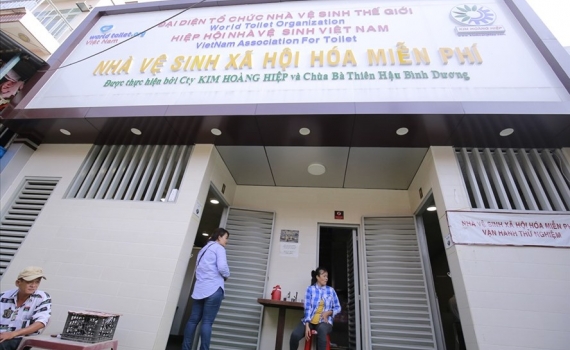 world toilet.org
Việt Nam
ĐẠI DIỆN TỔ CHỨC NHÀ VỆ SINH THẾ GIỚI
World Toilet Organization
HIỆP HỘI NHÀ VỆ SINH VIỆT NAM
VietNam Association For Toilet
NHÀ VỆ SINH XÃ HỘI HÓA MIỄN PHÍ
Được thực hiện bởi Cty KIM HOÀNG HIỆP và Chùa Bà Thiên Hậu Bình Dương
NHÀ VỆ SINH XÃ HỘI HÓA MIỄN PHÍ
VẬN HÀNH THỬ NGHIỆM